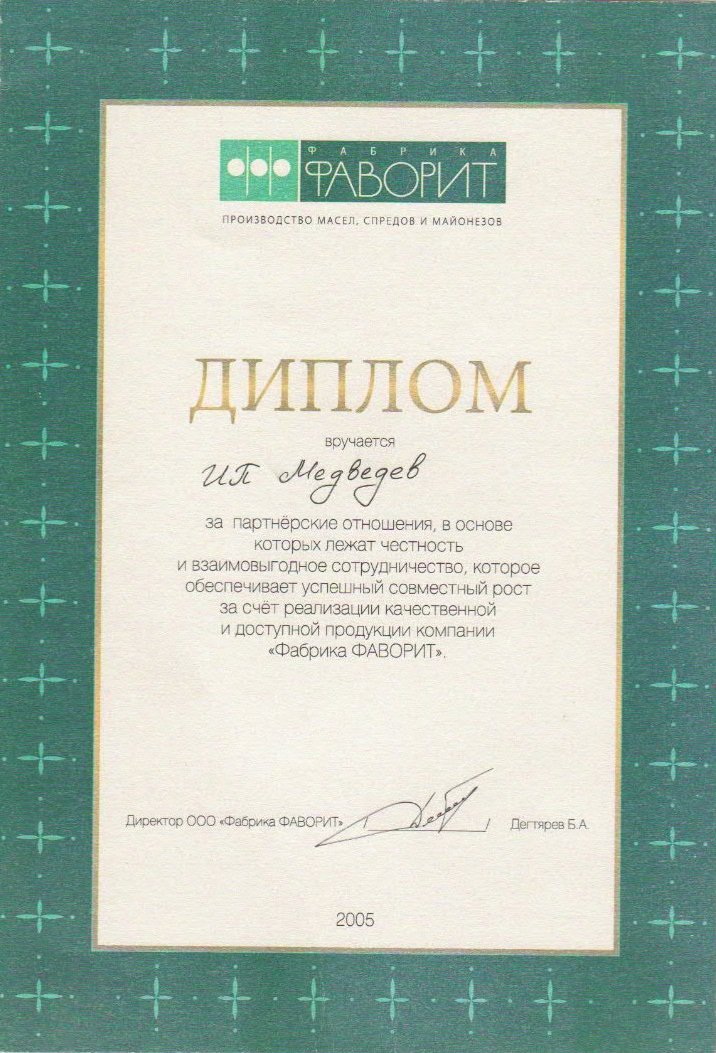 ФАБРИКА
ФАВОРИТ
ПРОИЗВОДСТВО МАСЕЛ, СПРЕДОВ И МАЙОНЕЗОВ
ДИПЛОМ
вручается
ИП Медведев
за партнёрские отношения, в основе
которых лежат честность
и взаимовыгодное сотрудничество, которое
обеспечивает успешный совместный рост
за счёт реализации качественной
и доступной продукции компании
«Фабрика ФАВОРИТ».
Директор ООО «Фабрика ФАВОРИТ» Дегтярев Б.А.
2005